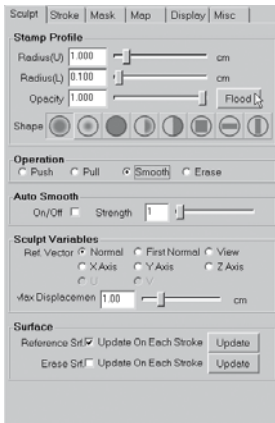 Sculpt Stroke Mask Map Display Misc
Stamp Profile
Radius(U) 1.000 cm
Radius(L) 0.100 cm
Opacity 1.000 Flood
Shape
Operation
Push Pull Smooth Erase
Auto Smooth
On/Off Strength 1
Sculpt Variables
Ref. Vector Normal First Normal View
X Axis Y Axis Z Axis
U V
Max Displacemen 1.00 cm
Surface
Reference Srf. Update On Each Stroke Update
Erase Srf. Update On Each Stroke Update